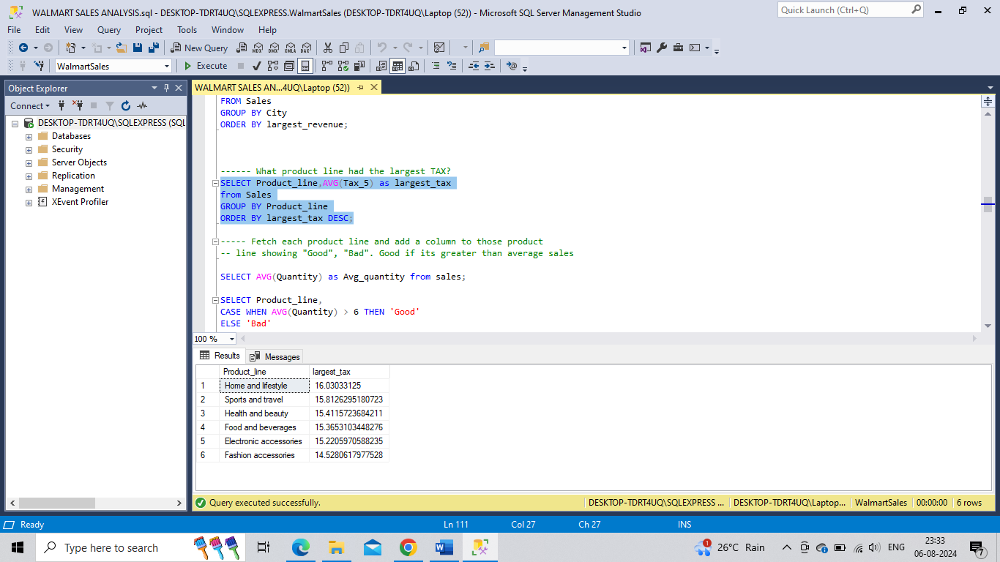 WALMART SALES ANALYSIS.sql - DESKTOP-TDRT4UQ\SQLEXPRESS.WalmartSales (DESKTOP-TDRT4UQ\Laptop (52)) - Microsoft SQL Server Management Studio
Quick Launch (Ctrl+Q)
File Edit View Query Project Tools Window Help
New Query
MDX DMX XMLA DAX
WalmartSales
Execute
Object Explorer
Connect
DESKTOP-TDRT4UQ\SQLEXPRESS (SQL
Databases
Security
Server Objects
Replication
Management
XEvent Profiler
WALMART SALES AN...4UQ\Laptop (52))
FROM Sales
GROUP BY City
ORDER BY largest_revenue;
------ What product line had the largest TAX?
SELECT Product_line,AVG(Tax_5) as largest_tax
from Sales
GROUP BY Product_line
ORDER BY largest_tax DESC;
----- Fetch each product line and add a column to those product
-- line showing "Good", "Bad". Good if its greater than average sales
SELECT AVG(Quantity) as Avg_quantity from sales;
SELECT Product_line,
CASE WHEN AVG(Quantity) > 6 THEN 'Good'
ELSE 'Bad'
100 %
Results Messages
Product_line largest_tax
1 Home and lifestyle 16.03033125
2 Sports and travel 15.8126295180723
3 Health and beauty 15.4115723684211
4 Food and beverages 15.3653103448276
5 Electronic accessories 15.2205970588235
6 Fashion accessories 14.5280617977528
Query executed successfully.
DESKTOP-TDRT4UQ\SQLEXPRESS ... DESKTOP-TDRT4UQ\Laptop... WalmartSales 00:00:00 6 rows
Ready Ln 111 Col 27 Ch 27 INS
Type here to search
1
26°C Rain
ENG
23:33
06-08-2024
7